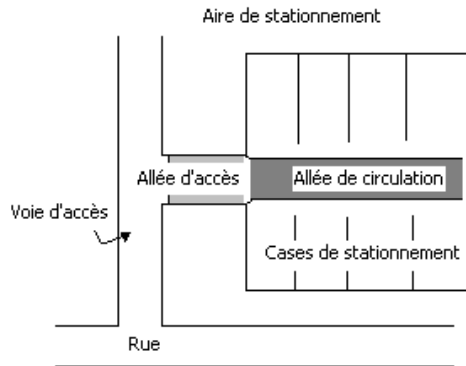 Aire de stationnement
Allée d'accès
Allée de circulation
Voie d'accès
Cases de stationnement
Rue